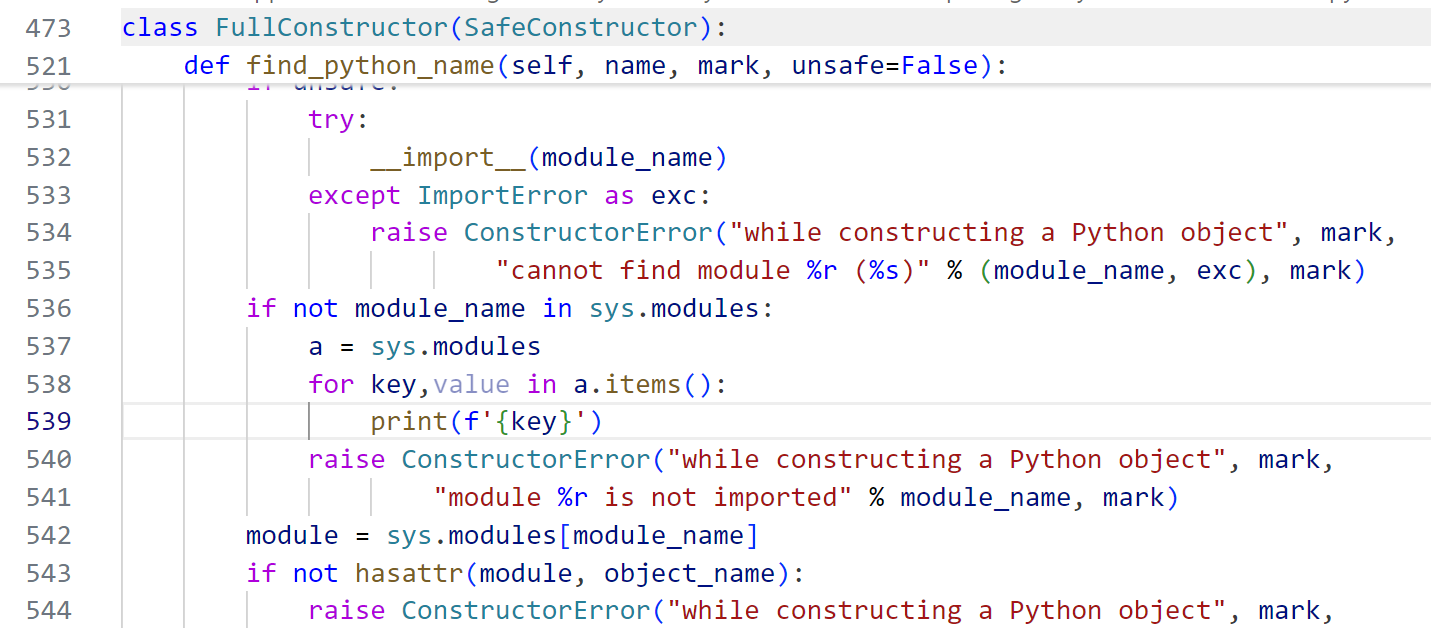 473 class FullConstructor(SafeConstructor):
521     def find_python_name(self, name, mark, unsafe=False):
530         if unsafe:
531             try:
532                 __import__(module_name)
533             except ImportError as exc:
534                 raise ConstructorError("while constructing a Python object", mark,
535                         "cannot find module %r (%s)" % (module_name, exc), mark)
536         if not module_name in sys.modules:
537             a = sys.modules
538             for key,value in a.items():
539                 print(f'{key}')
540             raise ConstructorError("while constructing a Python object", mark,
541                     "module %r is not imported" % module_name, mark)
542         module = sys.modules[module_name]
543         if not hasattr(module, object_name):
544             raise ConstructorError("while constructing a Python object", mark,